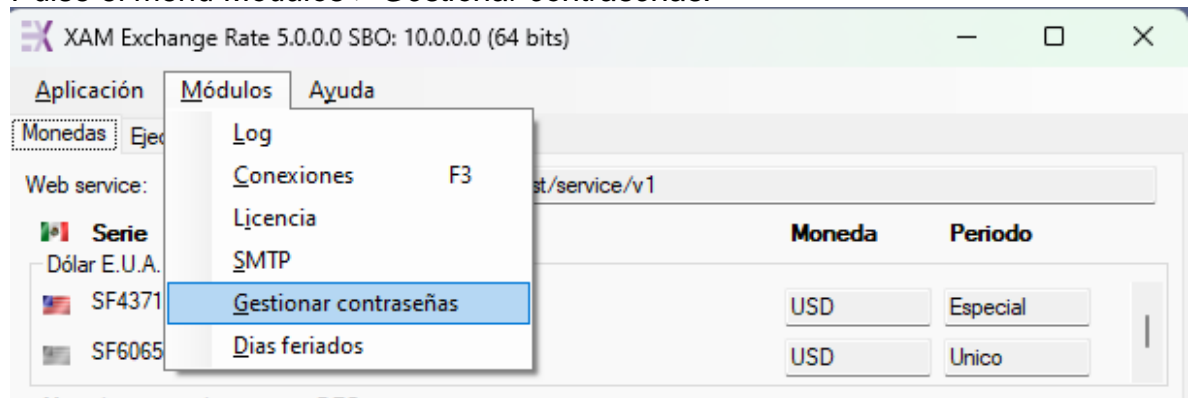 XAM Exchange Rate 5.0.0.0 SBO: 10.0.0.0 (64 bits)
Aplicación Módulos Ayuda
Monedas Ejec
Log
Conexiones F3
Licencia
SMTP
Gestionar contraseñas
Dias feriados
Web service: st/service/v1
Serie Moneda Periodo
Dólar E.U.A.
SF4371 USD Especial
SF6065 USD Unico